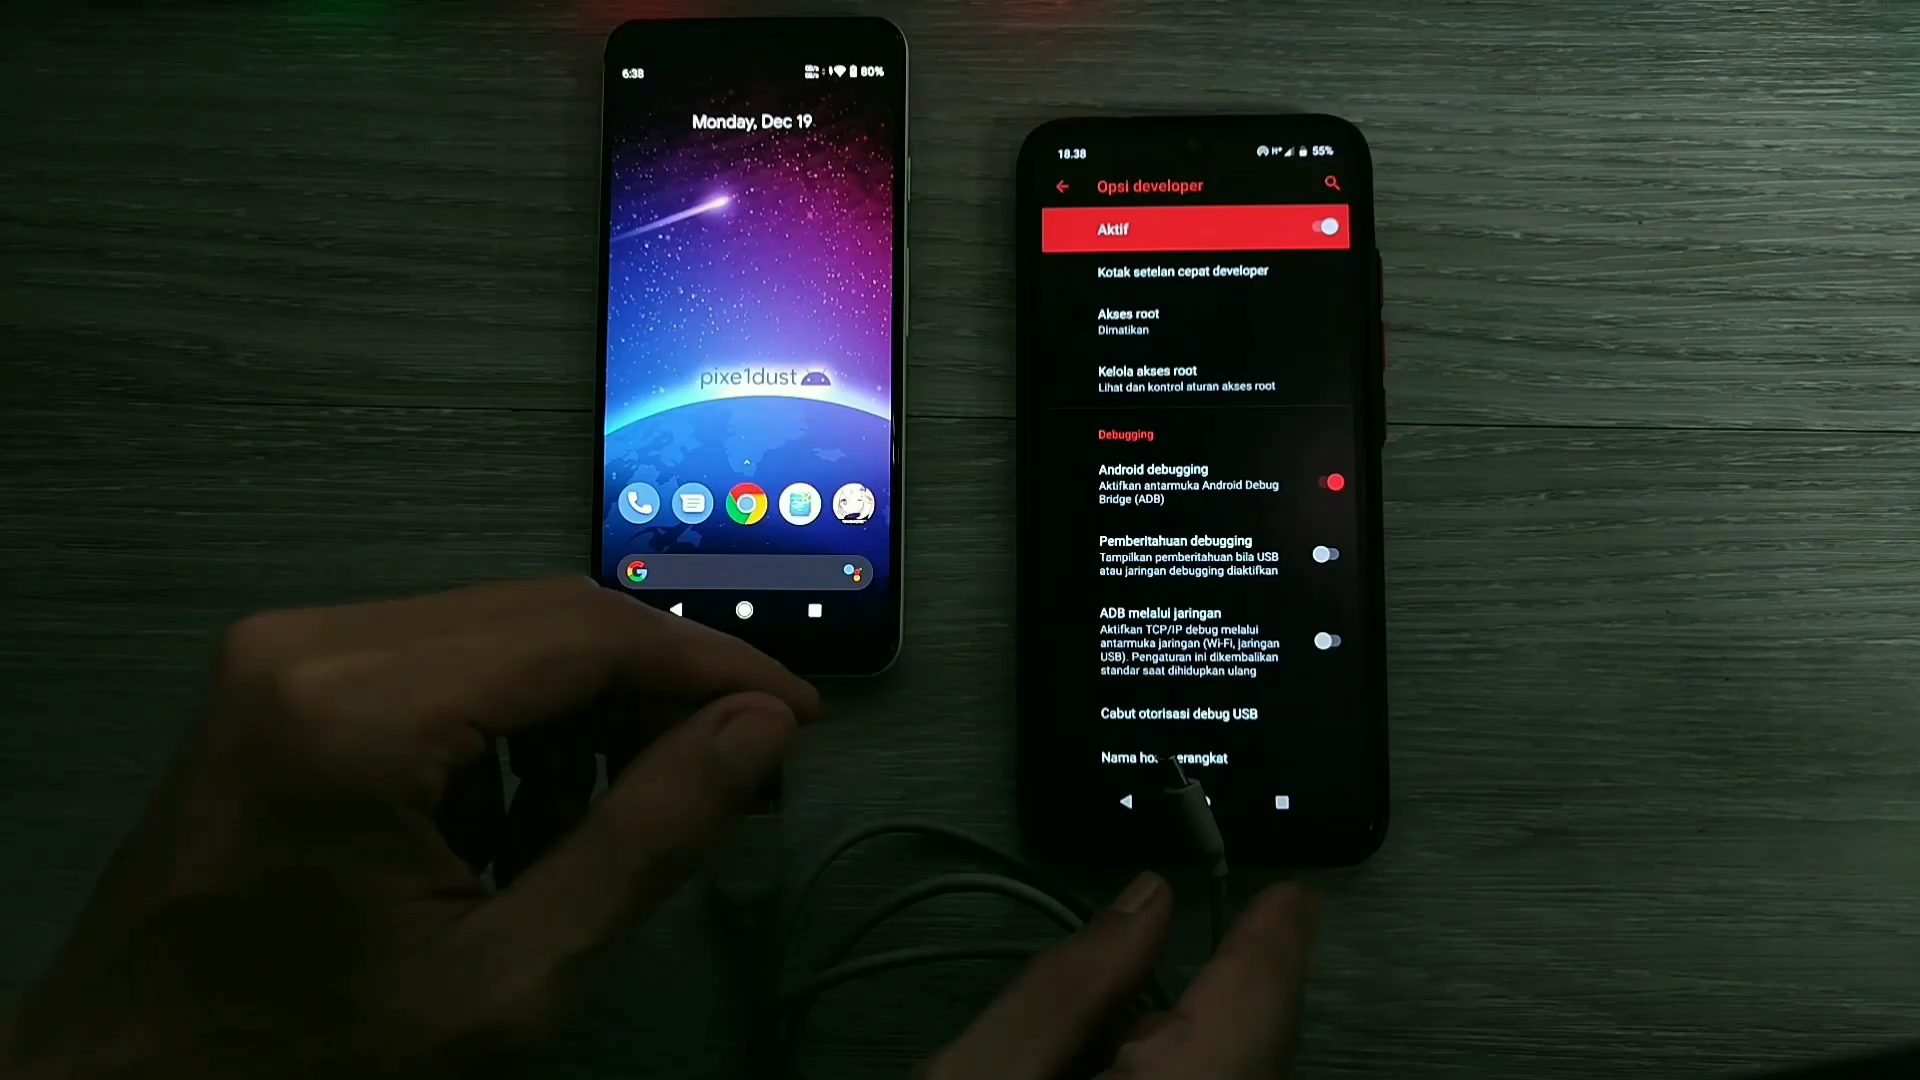 6:38
80%
Monday, Dec 19
pixe1dust
18.38
H+
55%
Opsi developer
Aktif
Kotak setelan cepat developer
Akses root
Dimatikan
Kelola akses root
Lihat dan kontrol aturan akses root
Debugging
Android debugging
Aktifkan antarmuka Android Debug
Bridge (ADB)
Pemberitahuan debugging
Tampilkan pemberitahuan bila USB
atau jaringan debugging diaktifkan
ADB melalui jaringan
Aktifkan TCP/IP debug melalui
antarmuka jaringan (Wi-Fi, jaringan
USB). Pengaturan ini dikembalikan
standar saat dihidupkan ulang
Cabut otorisasi debug USB
Nama